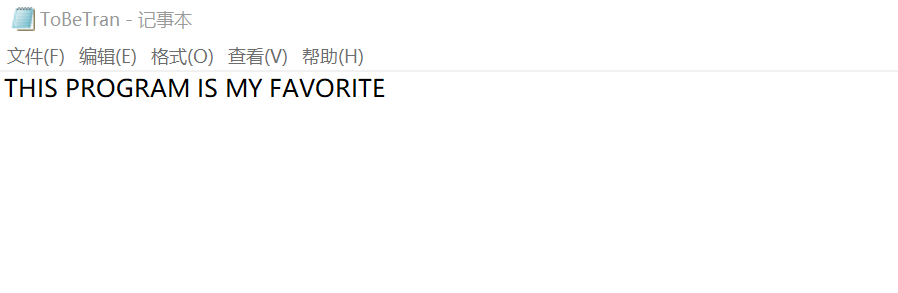 ToBeTran - 记事本
文件(F) 编辑(E) 格式(O) 查看(V) 帮助(H)
THIS PROGRAM IS MY FAVORITE